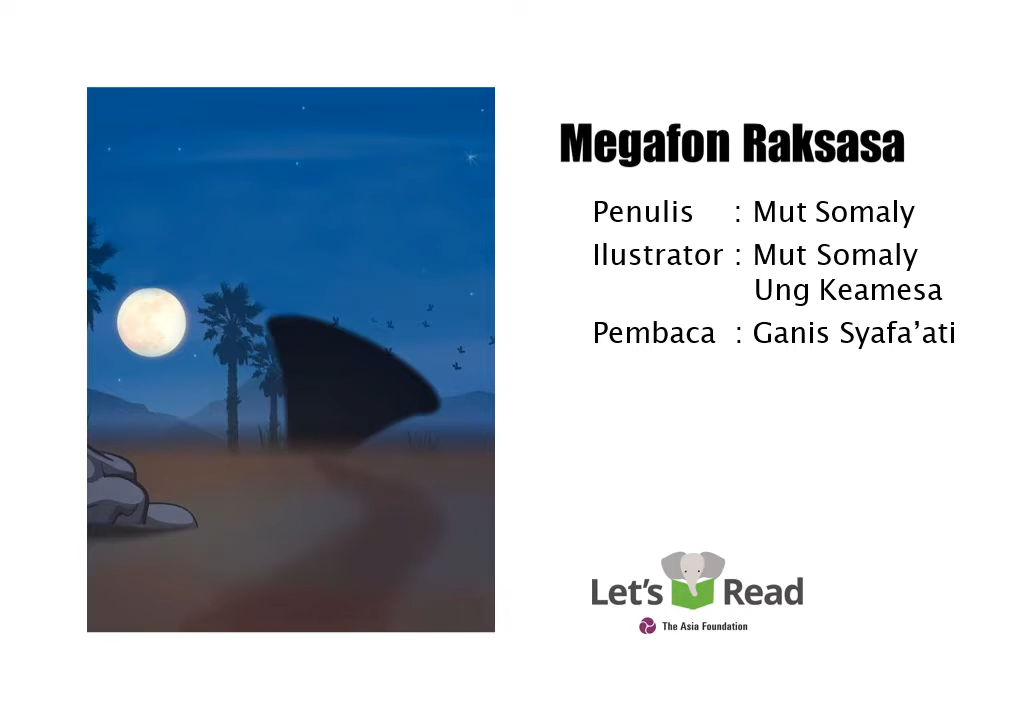 Megafon Raksasa
Penulis : Mut Somaly
Ilustrator : Mut Somaly
Ung Keamesa
Pembaca : Ganis Syafa’ati
Let's Read
The Asia Foundation